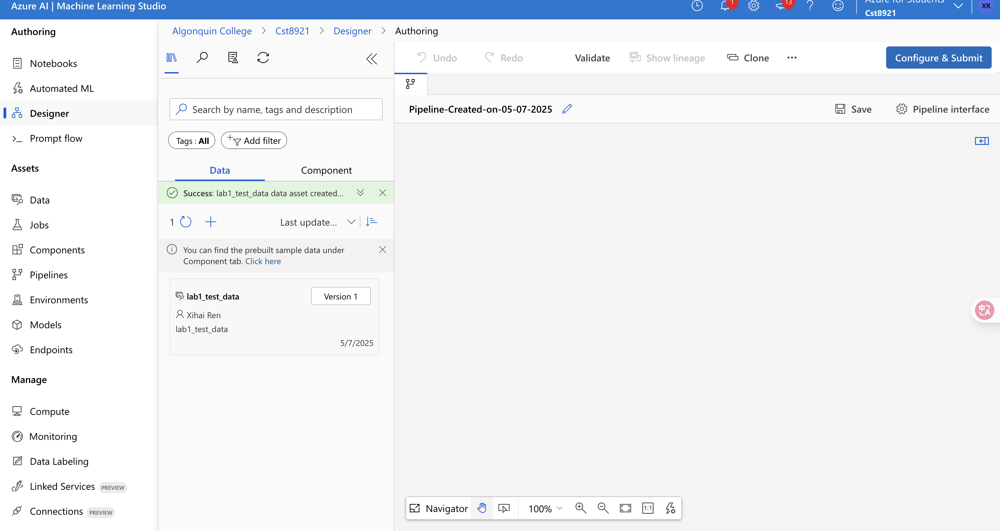 Azure AI | Machine Learning Studio
1
13
Azure for Students
Cst8921
XR
Authoring
Notebooks
Automated ML
Designer
Prompt flow
Assets
Data
Jobs
Components
Pipelines
Environments
Models
Endpoints
Manage
Compute
Monitoring
Data Labeling
Linked Services PREVIEW
Connections PREVIEW
Algonquin College > Cst8921 > Designer > Authoring
Search by name, tags and description
Tags : All
Add filter
Data
Component
Success: lab1_test_data data asset created...
1
Last update...
You can find the prebuilt sample data under
Component tab. Click here
lab1_test_data
Version 1
Xihai Ren
lab1_test_data
5/7/2025
Undo
Redo
Validate
Show lineage
Clone
Configure & Submit
Pipeline-Created-on-05-07-2025
Save
Pipeline interface
中A
Navigator
100%
1:1